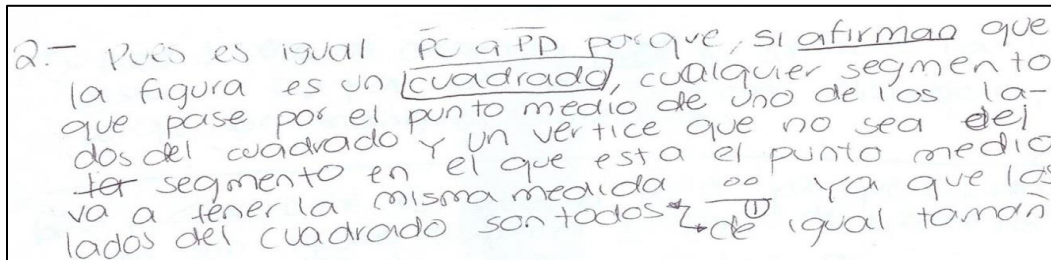 2.- Pues es igual PC a PD porque, si afirman que
la figura es un cuadrado, cualquier segmento
que pase por el punto medio de uno de los la-
dos del cuadrado y un vertice que no sea del
segmento en el que esta el punto medio
va a tener la misma medida ya que los
lados del cuadrado son todos de igual tamañ